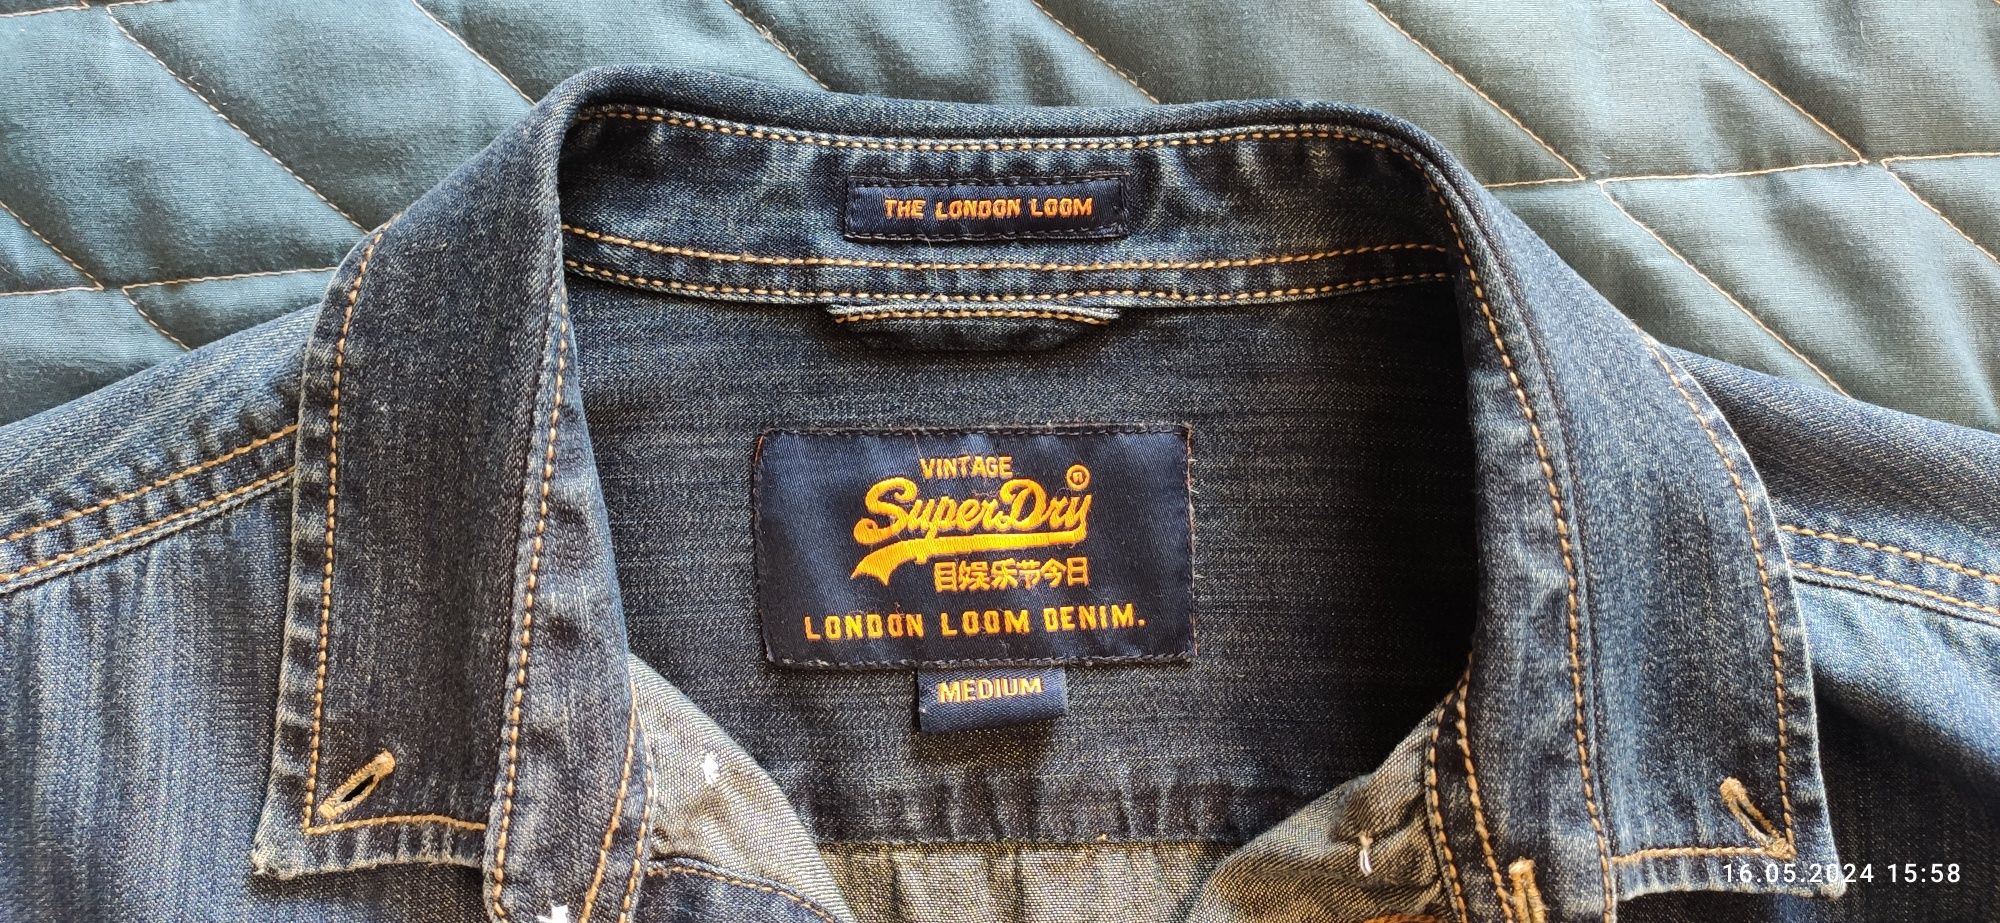 THE LONDON LOOM
VINTAGE
SuperDry®
目娱乐节今日
LONDON LOOM DENIM.
MEDIUM
16.05.2024 15:58